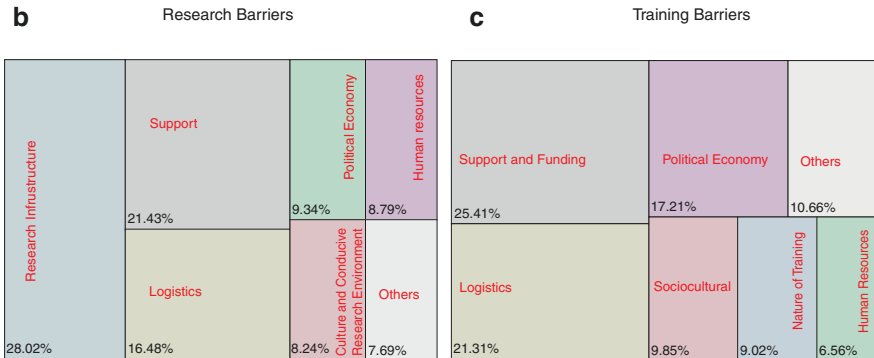 b
Research Barriers
Research Infrustructure
28.02%
Support
21.43%
Logistics
16.48%
Political Economy
9.34%
Human resources
8.79%
Culture and Conducive
Research Environment
8.24%
Others
7.69%
c
Training Barriers
Support and Funding
25.41%
Logistics
21.31%
Political Economy
17.21%
Others
10.66%
Sociocultural
9.85%
Nature of Training
9.02%
Human Resources
6.56%